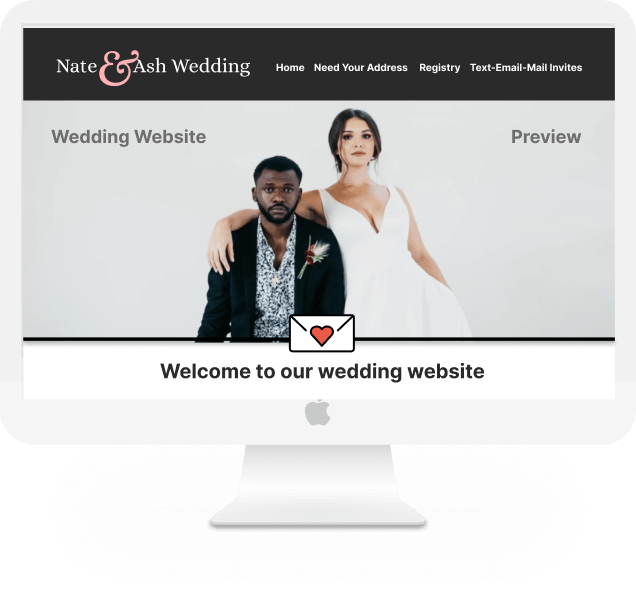 Nate & Ash Wedding
Home Need Your Address Registry Text-Email-Mail Invites
Wedding Website
Preview
Welcome to our wedding website